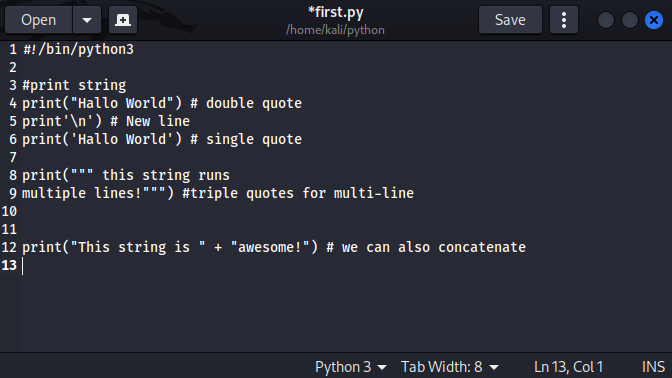 Open
*first.py
/home/kali/python
Save
1 #!/bin/python3
2
3 #print string
4 print("Hallo World") # double quote
5 print'\n') # New line
6 print('Hallo World') # single quote
7
8 print(""" this string runs
9 multiple lines!""") #triple quotes for multi-line
10
11
12 print("This string is " + "awesome!") # we can also concatenate
13
Python 3 Tab Width: 8 Ln 13, Col 1 INS